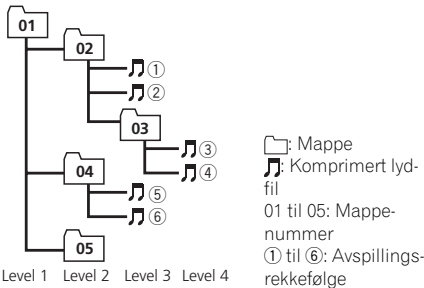 01
02
①
②
03
③
④
04
⑤
⑥
05
Level 1 Level 2 Level 3 Level 4
: Mappe
: Komprimert lyd-
fil
01 til 05: Mappe-
nummer
① til ⑥: Avspillings-
rekkefølge